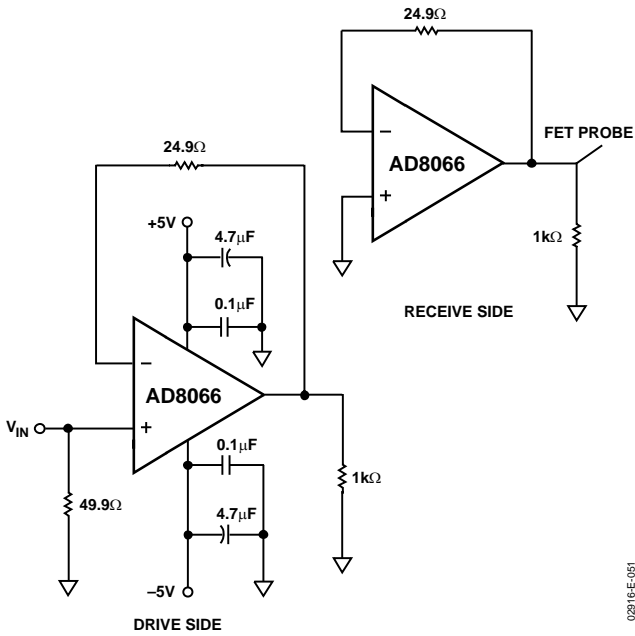 24.9Ω
FET PROBE
−
AD8066
+
1kΩ
RECEIVE SIDE
24.9Ω
+5V
4.7μF
0.1μF
−
AD8066
VIN
+
0.1μF
1kΩ
49.9Ω
4.7μF
−5V
DRIVE SIDE
02916-E-051